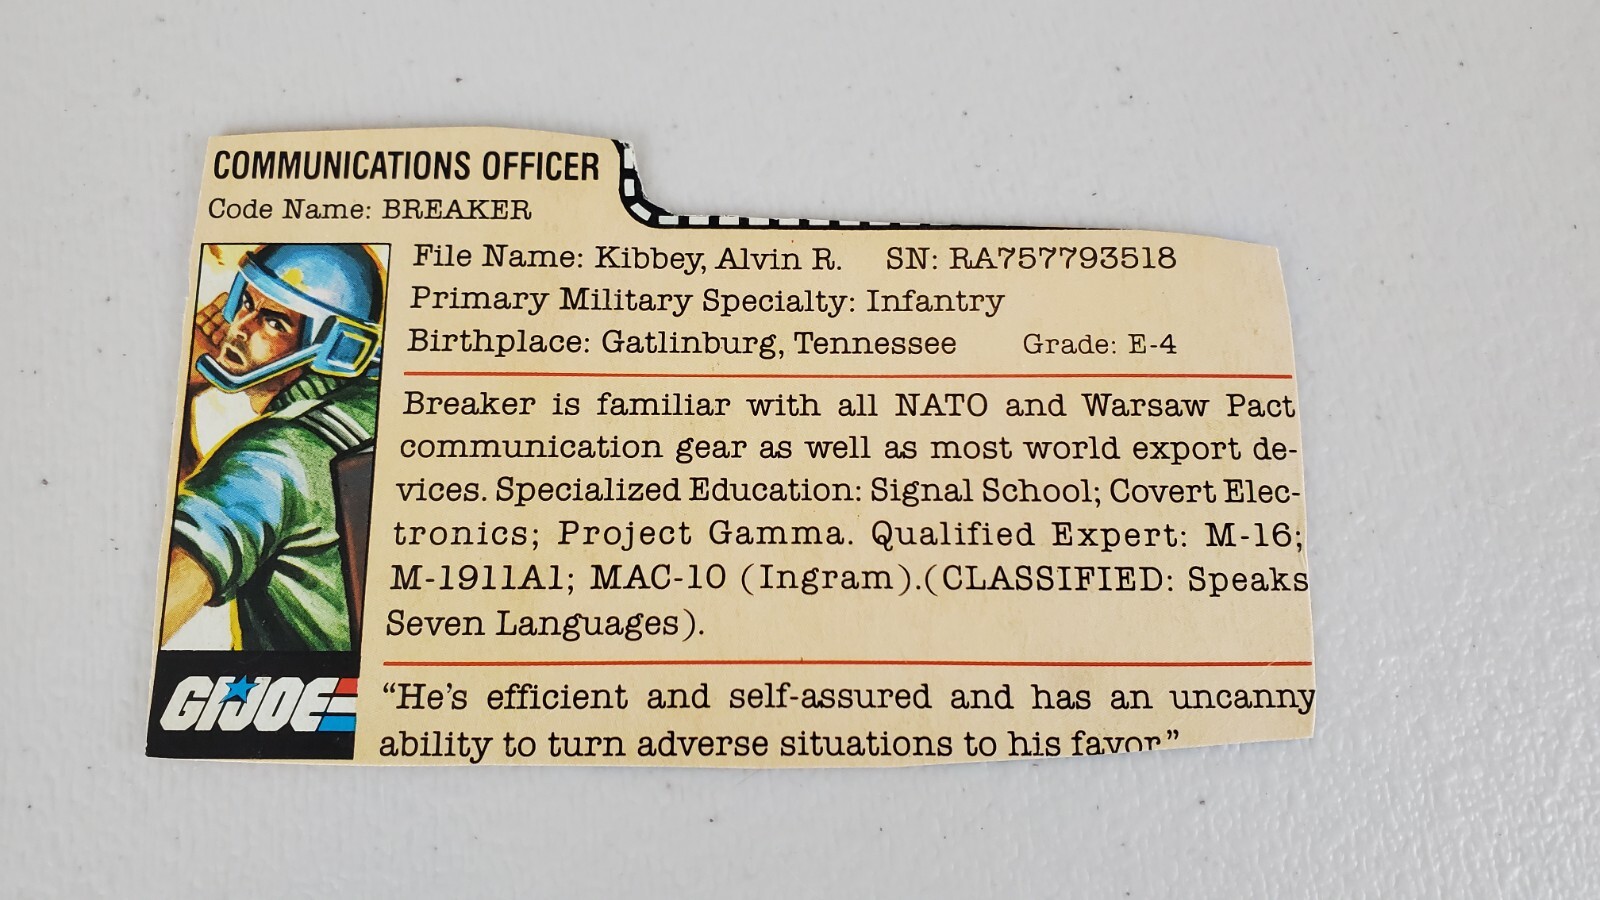 COMMUNICATIONS OFFICER
Code Name: BREAKER
File Name: Kibbey, Alvin R. SN: RA757793518
Primary Military Specialty: Infantry
Birthplace: Gatlinburg, Tennessee Grade: E-4
Breaker is familiar with all NATO and Warsaw Pact
communication gear as well as most world export de-
vices. Specialized Education: Signal School; Covert Elec-
tronics; Project Gamma. Qualified Expert: M-16;
M-1911A1; MAC-10 (Ingram).(CLASSIFIED: Speaks
Seven Languages).
“He's efficient and self-assured and has an uncanny
ability to turn adverse situations to his favor”
GI JOE